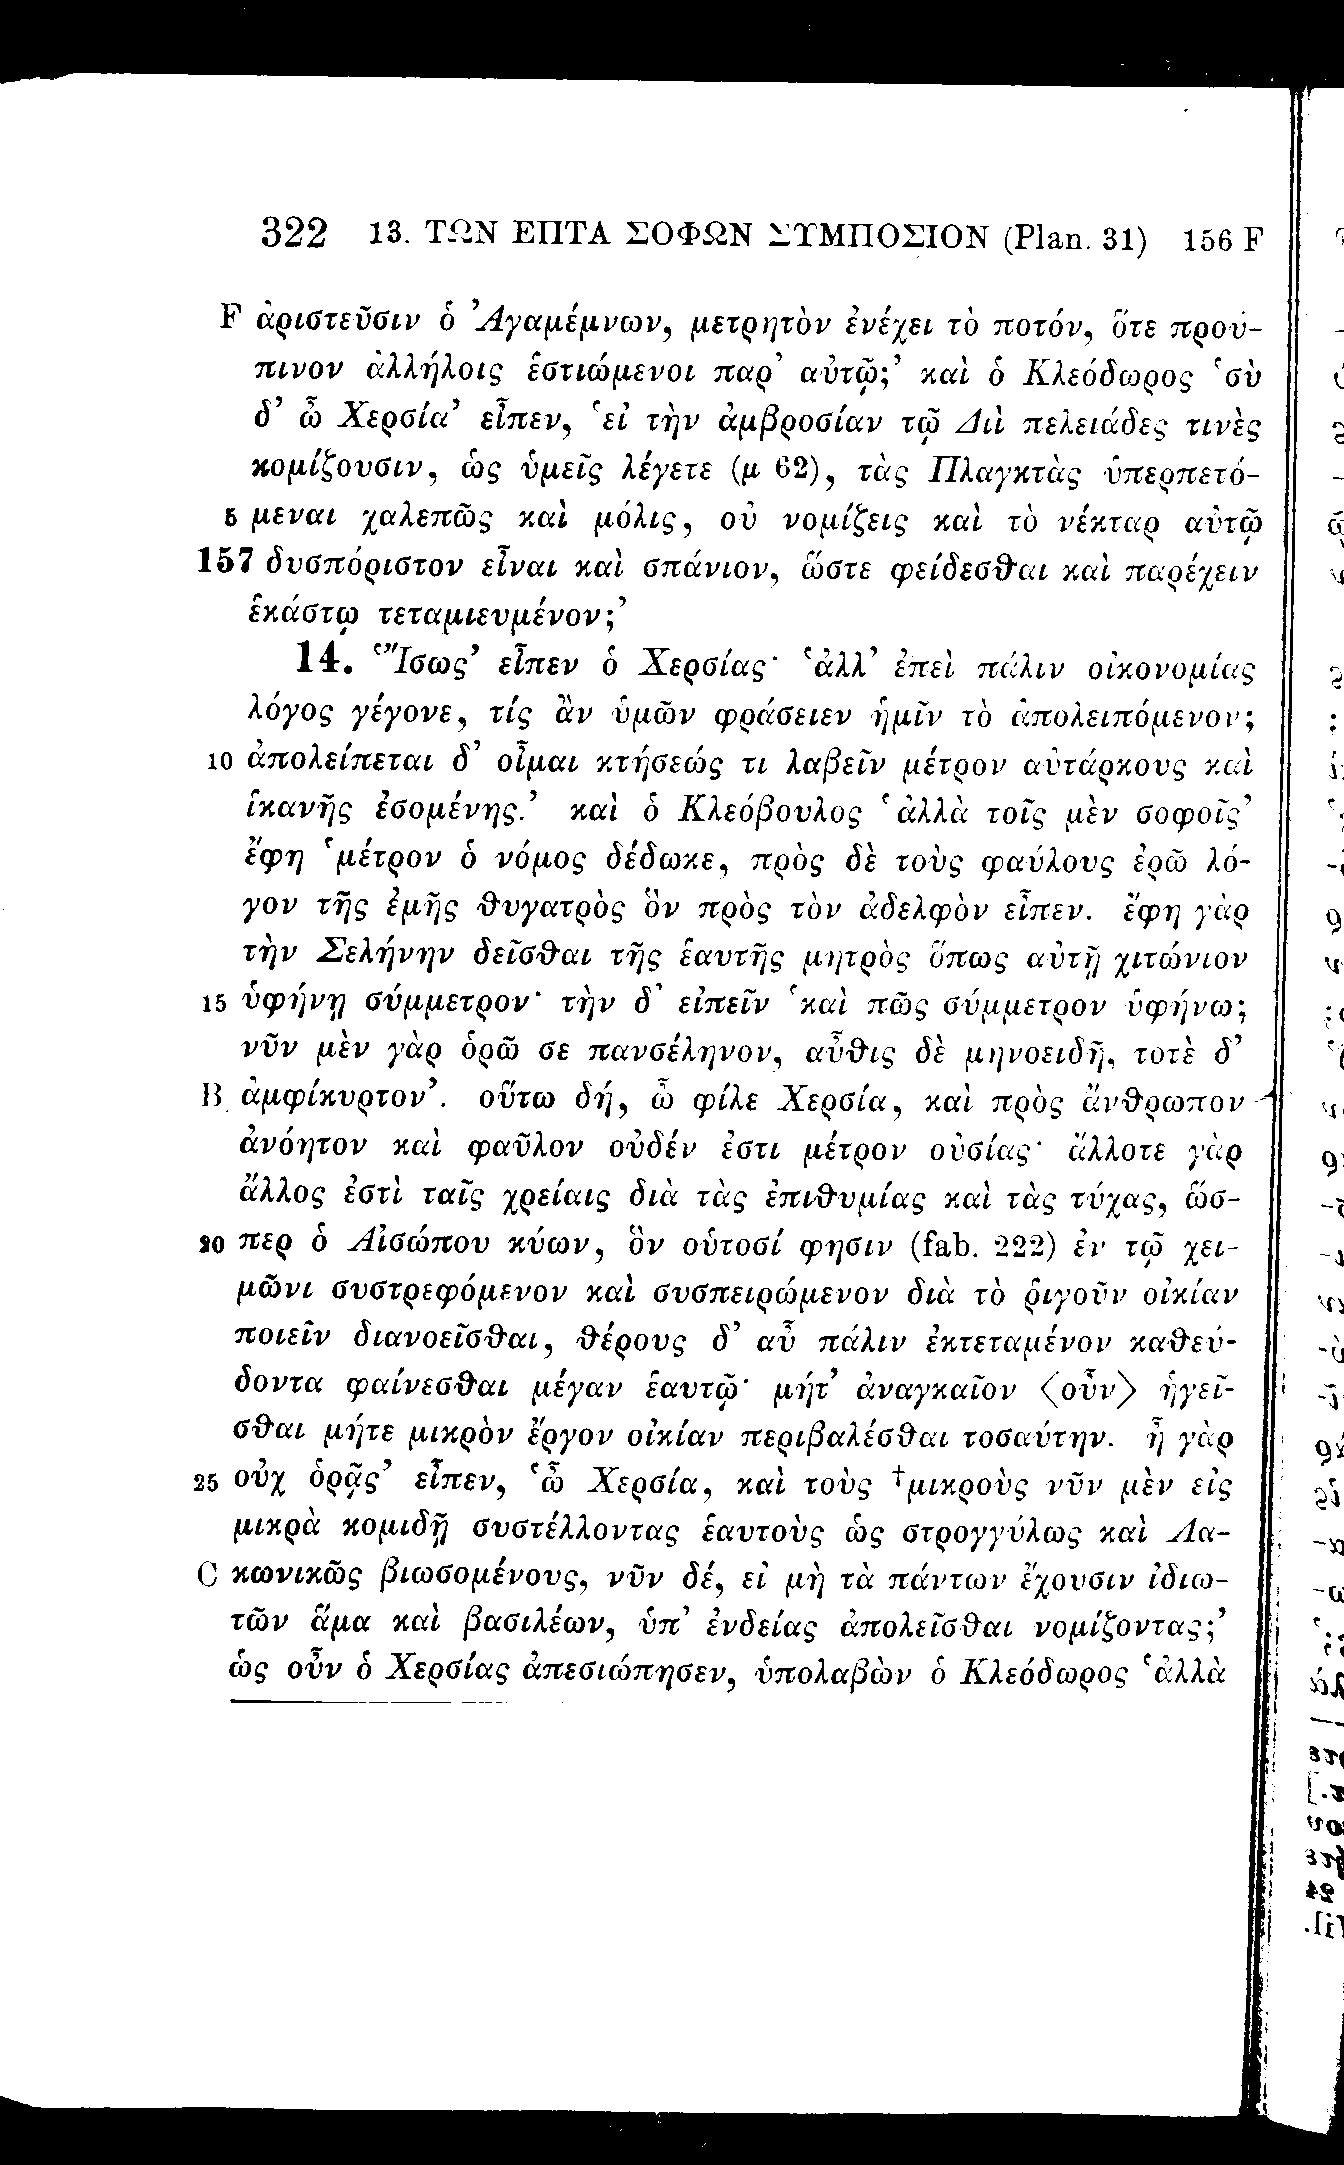 322 13. ΤΩΝ ΕΠΤΑ ΣΟΦΩΝ ΣΥΜΠΟΣΙΟΝ (Plan. 31) 156 F
F ἀριστεῦσιν ὁ Ἀγαμέμνων, μετρητὸν ἐνέχει τὸ ποτόν, ὅτε πρού-
πινον ἀλλήλοις ἑστιώμενοι παρ’ αὐτῷ;’ καὶ ὁ Κλεόδωρος ‘σὺ
δ’ ὦ Χερσία’ εἶπεν, ‘εἰ τὴν ἀμβροσίαν τῷ Διὶ πελειάδες τινὲς
κομίζουσιν, ὡς ὑμεῖς λέγετε (μ 62), τὰς Πλαγκτὰς ὑπερπετό-
5 μεναι χαλεπῶς καὶ μόλις, οὐ νομίζεις καὶ τὸ νέκταρ αὐτῷ
157 δυσπόριστον εἶναι καὶ σπάνιον, ὥστε φείδεσθαι καὶ παρέχειν
ἑκάστῳ τεταμιευμένον;’
14. ‘Ἴσως’ εἶπεν ὁ Χερσίας· ‘ἀλλ’ ἐπεὶ πάλιν οἰκονομίας
λόγος γέγονε, τίς ἂν ὑμῶν φράσειεν ἡμῖν τὸ ἀπολειπόμενον;
10 ἀπολείπεται δ’ οἶμαι κτήσεώς τι λαβεῖν μέτρον αὐτάρκους καὶ
ἱκανῆς ἐσομένης.’ καὶ ὁ Κλεόβουλος ‘ἀλλὰ τοῖς μὲν σοφοῖς’
ἔφη ‘μέτρον ὁ νόμος δέδωκε, πρὸς δὲ τοὺς φαύλους ἐρῶ λό-
γον τῆς ἐμῆς θυγατρὸς ὃν πρὸς τὸν ἀδελφὸν εἶπεν. ἔφη γὰρ
τὴν Σελήνην δεῖσθαι τῆς ἑαυτῆς μητρὸς ὅπως αὐτῇ χιτώνιον
15 ὑφήνῃ σύμμετρον· τὴν δ’ εἰπεῖν ‘καὶ πῶς σύμμετρον ὑφήνω;
νῦν μὲν γὰρ ὁρῶ σε πανσέληνον, αὖθις δὲ μηνοειδῆ, τοτὲ δ’
B ἀμφίκυρτον’. οὕτω δή, ὦ φίλε Χερσία, καὶ πρὸς ἄνθρωπον
ἀνόητον καὶ φαῦλον οὐδέν ἐστι μέτρον οὐσίας· ἄλλοτε γὰρ
ἄλλος ἐστὶ ταῖς χρείαις διὰ τὰς ἐπιθυμίας καὶ τὰς τύχας, ὥσ-
20 περ ὁ Αἰσώπου κύων, ὃν οὑτοσί φησιν (fab. 222) ἐν τῷ χει-
μῶνι συστρεφόμενον καὶ συσπειρώμενον διὰ τὸ ῥιγοῦν οἰκίαν
ποιεῖν διανοεῖσθαι, θέρους δ’ αὖ πάλιν ἐκτεταμένον καθεύ-
δοντα φαίνεσθαι μέγαν ἑαυτῷ· μήτ’ ἀναγκαῖον ⟨οὖν⟩ ἡγεῖ-
σθαι μήτε μικρὸν ἔργον οἰκίαν περιβαλέσθαι τοσαύτην. ἦ γὰρ
25 οὐχ ὁρᾷς’ εἶπεν, ‘ὦ Χερσία, καὶ τοὺς †μικροὺς νῦν μὲν εἰς
μικρὰ κομιδῇ συστέλλοντας ἑαυτοὺς ὡς στρογγύλως καὶ Λα-
C κωνικῶς βιωσομένους, νῦν δέ, εἰ μὴ τὰ πάντων ἔχουσιν ἰδιω-
τῶν ἅμα καὶ βασιλέων, ὑπ’ ἐνδείας ἀπολεῖσθαι νομίζοντας;’
ὡς οὖν ὁ Χερσίας ἀπεσιώπησεν, ὑπολαβὼν ὁ Κλεόδωρος ‘ἀλλὰ